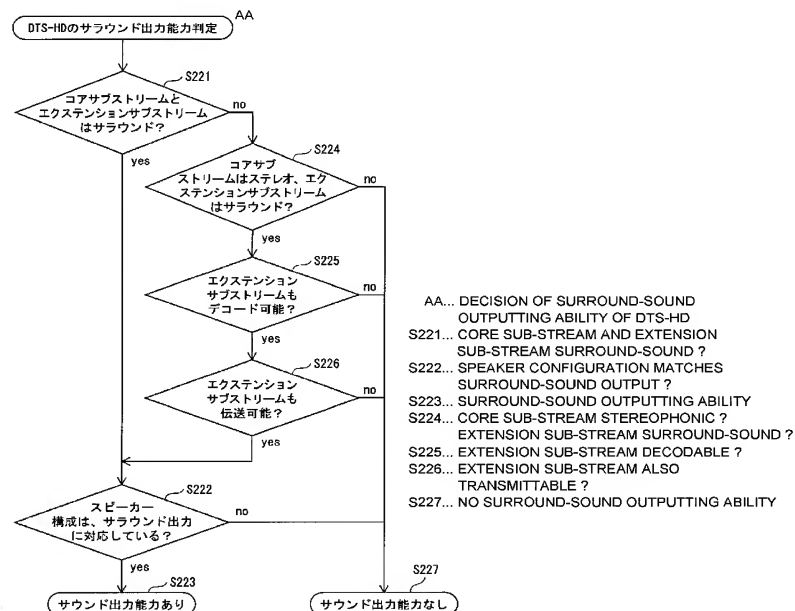 DTS-HDのサラウンド出力能力判定
AA
S221
コアサブストリームと
エクステンションサブストリーム
はサラウンド?
no
yes
S224
コアサブ
ストリームはステレオ、エク
ステンションサブストリーム
はサラウンド?
no
yes
S225
エクステンション
サブストリームも
デコード可能?
no
yes
S226
エクステンション
サブストリームも
伝送可能?
no
yes
S222
スピーカー
構成は、サラウンド出力
に対応している?
no
yes
S223
サウンド出力能力あり
S227
サウンド出力能力なし
AA... DECISION OF SURROUND-SOUND
OUTPUTTING ABILITY OF DTS-HD
S221... CORE SUB-STREAM AND EXTENSION
SUB-STREAM SURROUND-SOUND ?
S222... SPEAKER CONFIGURATION MATCHES
SURROUND-SOUND OUTPUT ?
S223... SURROUND-SOUND OUTPUTTING ABILITY
S224... CORE SUB-STREAM STEREOPHONIC ?
EXTENSION SUB-STREAM SURROUND-SOUND ?
S225... EXTENSION SUB-STREAM DECODABLE ?
S226... EXTENSION SUB-STREAM ALSO
TRANSMITTABLE ?
S227... NO SURROUND-SOUND OUTPUTTING ABILITY